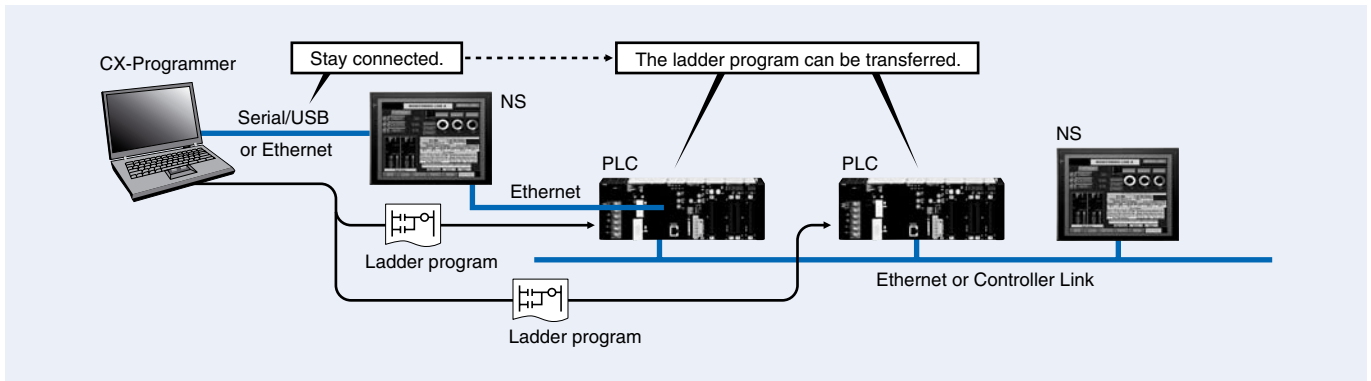 CX-Programmer
Stay connected.
The ladder program can be transferred.
NS
Serial/USB
or Ethernet
NS
PLC
PLC
Ethernet
Ladder program
Ethernet or Controller Link
Ladder program